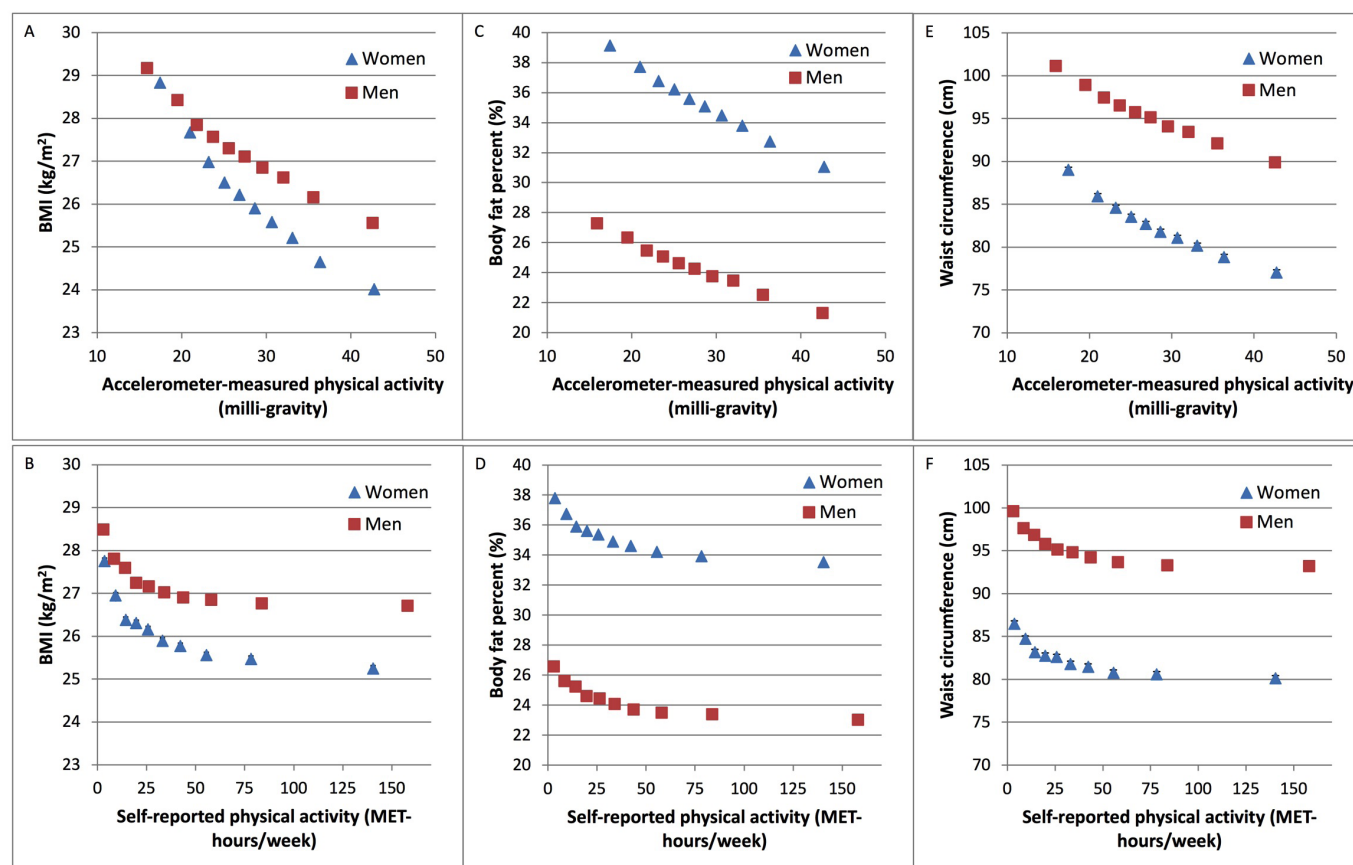 A
BMI (kg/m²)
30
29
28
27
26
25
24
23
Women
Men
10 20 30 40 50
Accelerometer-measured physical activity
(milli-gravity)
C
Body fat percent (%)
40
38
36
34
32
30
28
26
24
22
20
Women
Men
10 20 30 40 50
Accelerometer-measured physical activity
(milli-gravity)
E
Waist circumference (cm)
105
100
95
90
85
80
75
70
Women
Men
10 20 30 40 50
Accelerometer-measured physical activity
(milli-gravity)
B
BMI (kg/m²)
30
29
28
27
26
25
24
23
Women
Men
0 25 50 75 100 125 150
Self-reported physical activity (MET-
hours/week)
D
Body fat percent (%)
40
38
36
34
32
30
28
26
24
22
20
Women
Men
0 25 50 75 100 125 150
Self-reported physical activity (MET-
hours/week)
F
Waist circumference (cm)
105
100
95
90
85
80
75
70
Women
Men
0 25 50 75 100 125 150
Self-reported physical activity (MET-
hours/week)